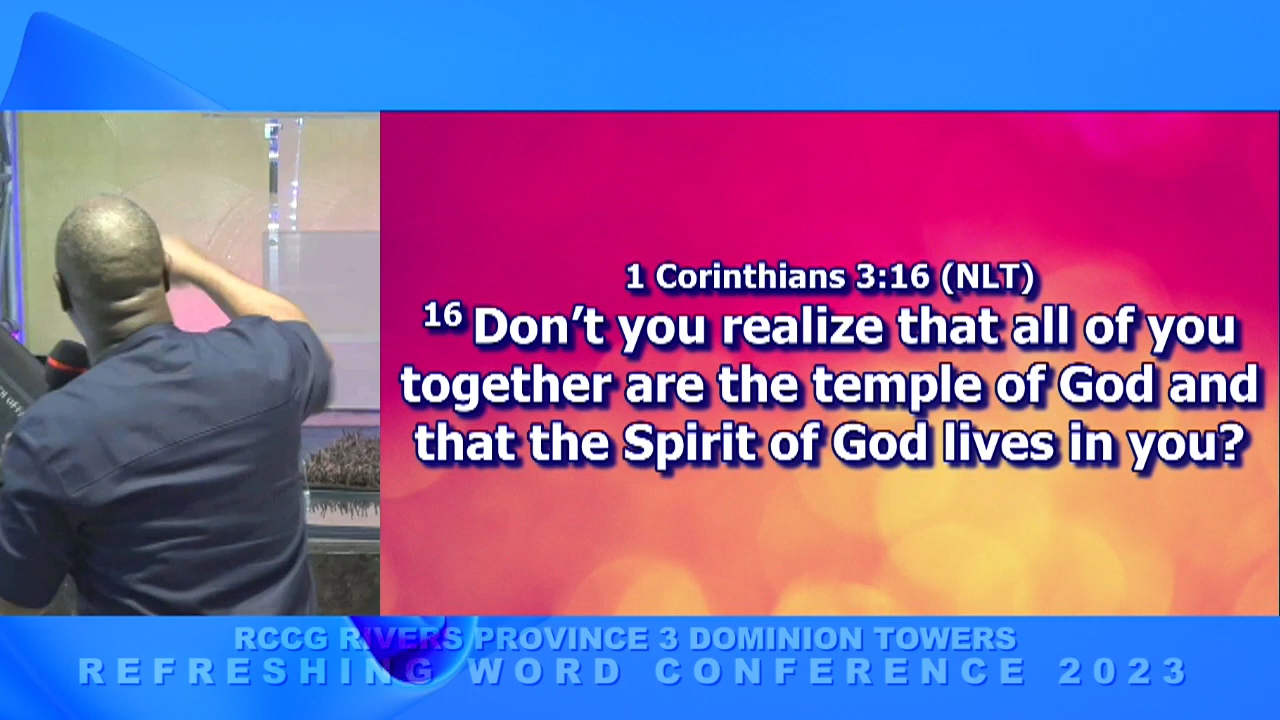 1 Corinthians 3:16 (NLT)
16 Don’t you realize that all of you
together are the temple of God and
that the Spirit of God lives in you?
RCCG RIVERS PROVINCE 3 DOMINION TOWERS
REFRESHING WORD CONFERENCE 2023